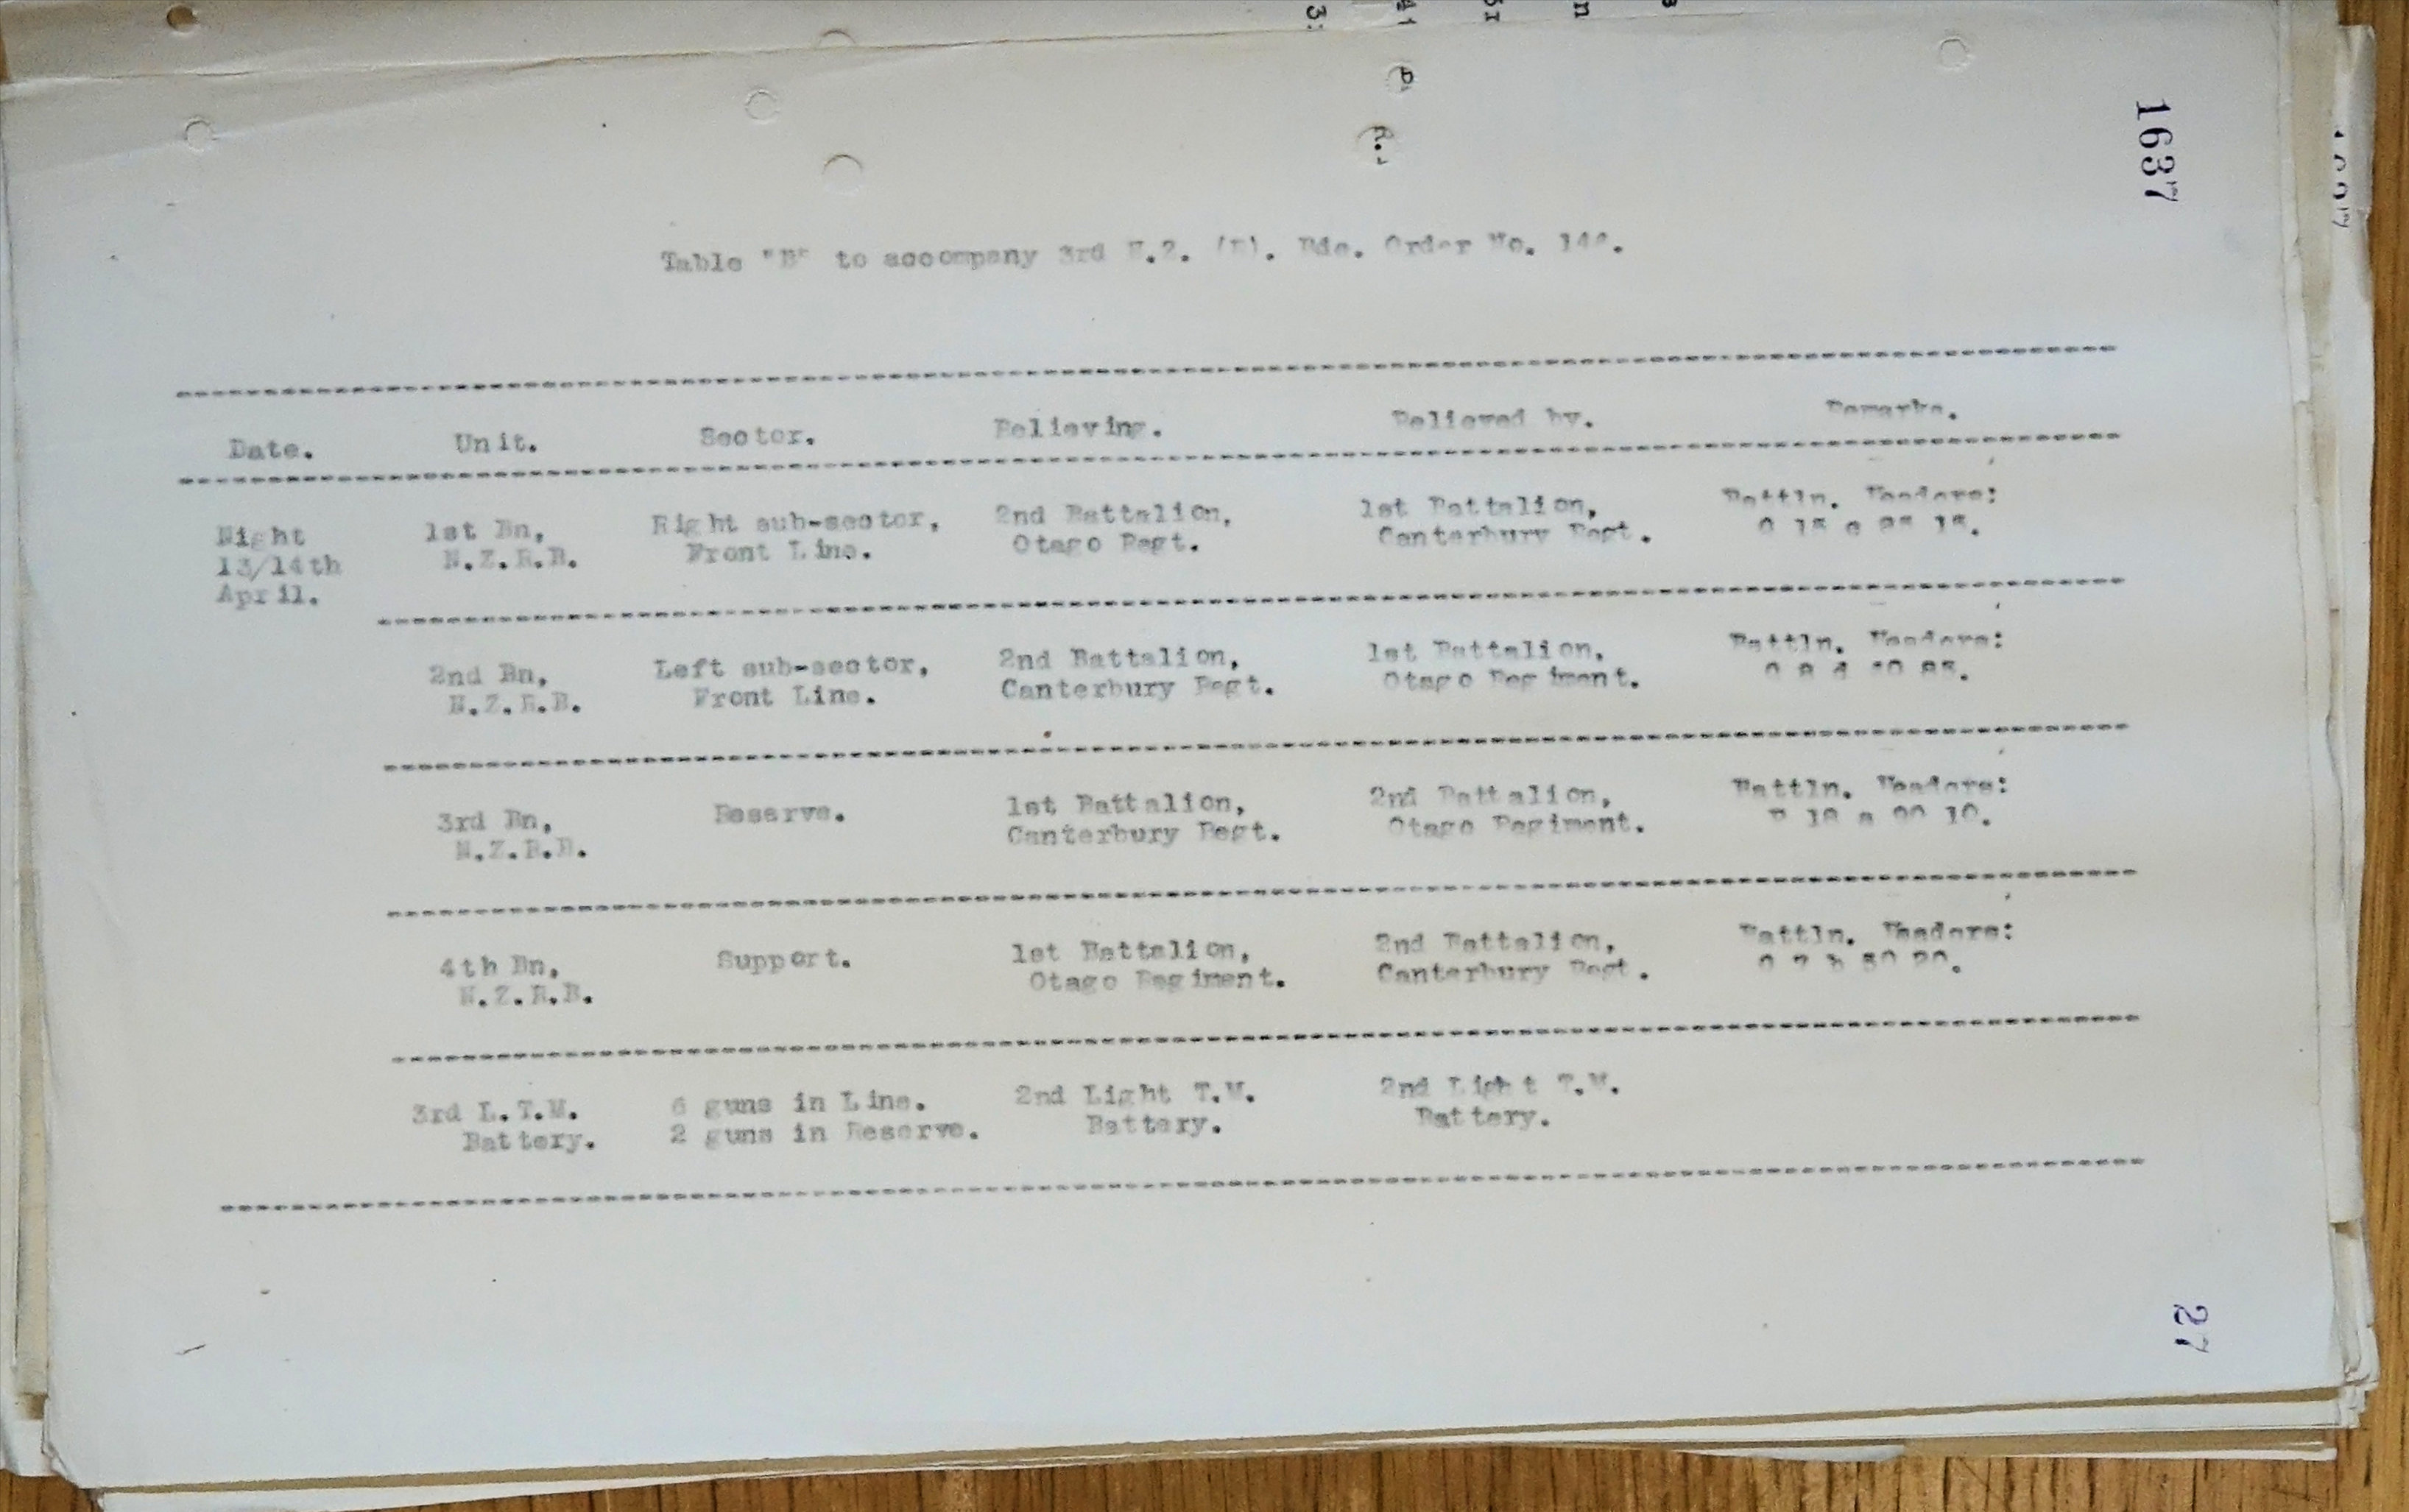 1637
Table "B" to accompany 3rd N.Z. (R). Bde. Order No.
Date. Unit. Sector. Relieving. Relieved by. Remarks.
Night 1st Bn, Right sub-sector, 2nd Battalion, 1st Battalion, Battln. Headqrs:
13/14th N.Z.R.B. Front Line. Otago Regt. Canterbury Regt.
April.
2nd Bn, Left sub-sector, 2nd Battalion, 1st Battalion, Battln. Headqrs:
N.Z.R.B. Front Line. Canterbury Regt. Otago Regiment.
3rd Bn, Reserve. 1st Battalion, 2nd Battalion, Battln. Headqrs:
N.Z.R.B. Canterbury Regt. Otago Regiment.
4th Bn, Support. 1st Battalion, 2nd Battalion, Battln. Headqrs:
N.Z.R.B. Otago Regiment. Canterbury Regt.
3rd L.T.M. 6 guns in Line. 2nd Light T.M. 2nd Light T.M.
Battery. 2 guns in Reserve. Battery. Battery.
27